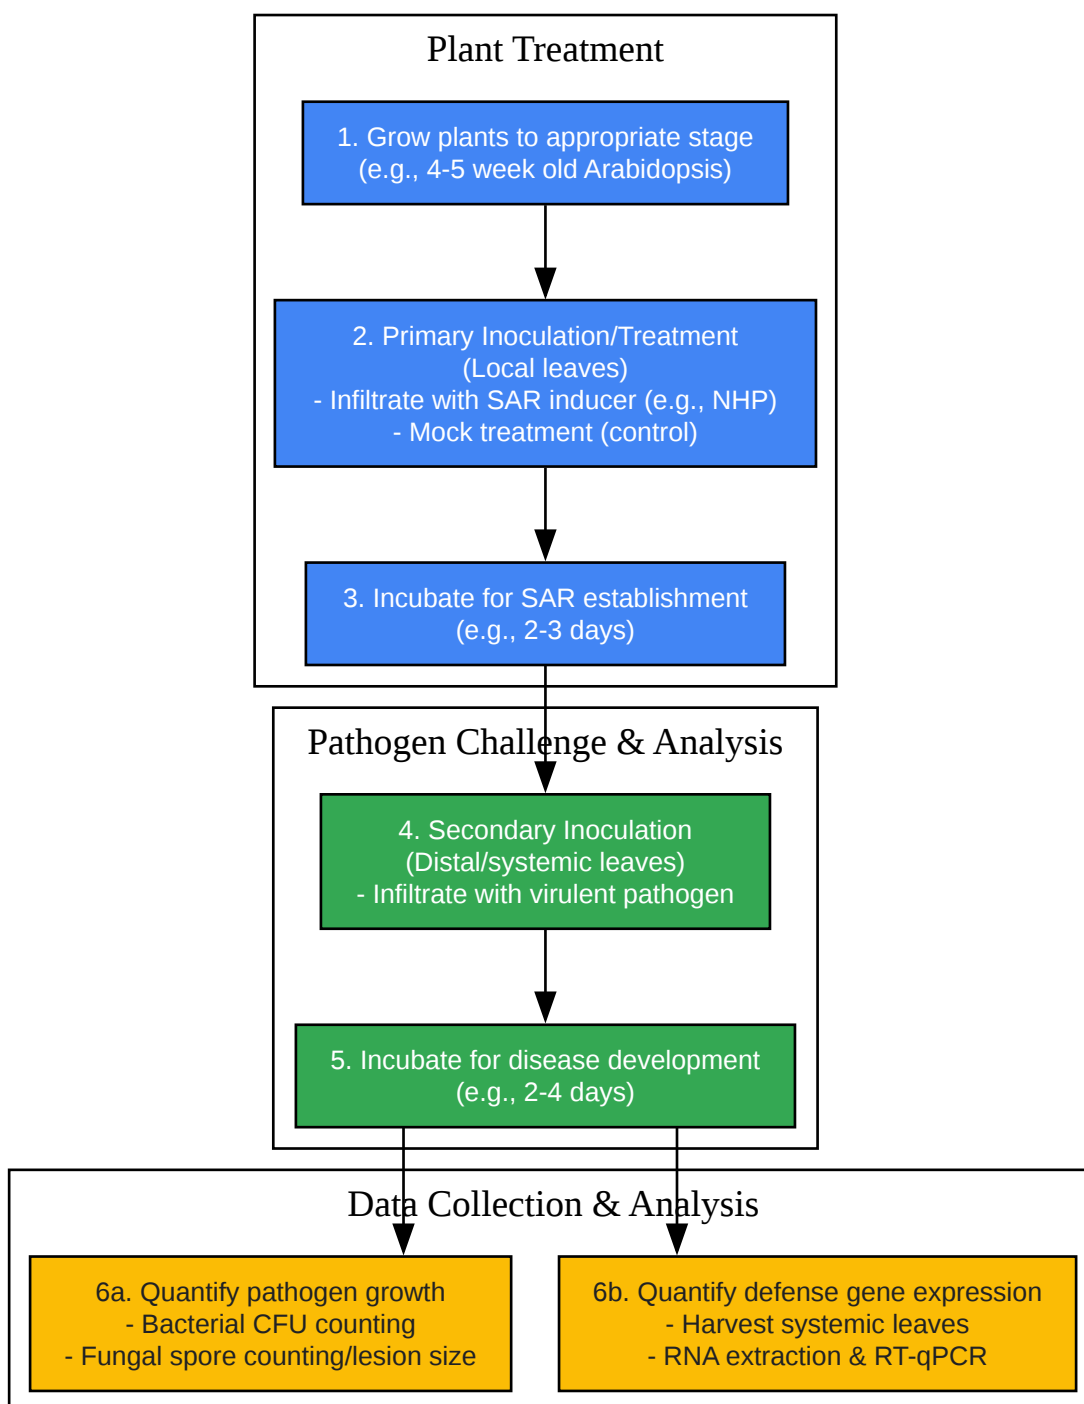 Plant Treatment
1. Grow plants to appropriate stage
(e.g., 4-5 week old Arabidopsis)
2. Primary Inoculation/Treatment
(Local leaves)
- Infiltrate with SAR inducer (e.g., NHP)
- Mock treatment (control)
3. Incubate for SAR establishment
(e.g., 2-3 days)
Pathogen Challenge & Analysis
4. Secondary Inoculation
(Distal/systemic leaves)
- Infiltrate with virulent pathogen
5. Incubate for disease development
(e.g., 2-4 days)
Data Collection & Analysis
6a. Quantify pathogen growth
- Bacterial CFU counting
- Fungal spore counting/lesion size
6b. Quantify defense gene expression
- Harvest systemic leaves
- RNA extraction & RT-qPCR